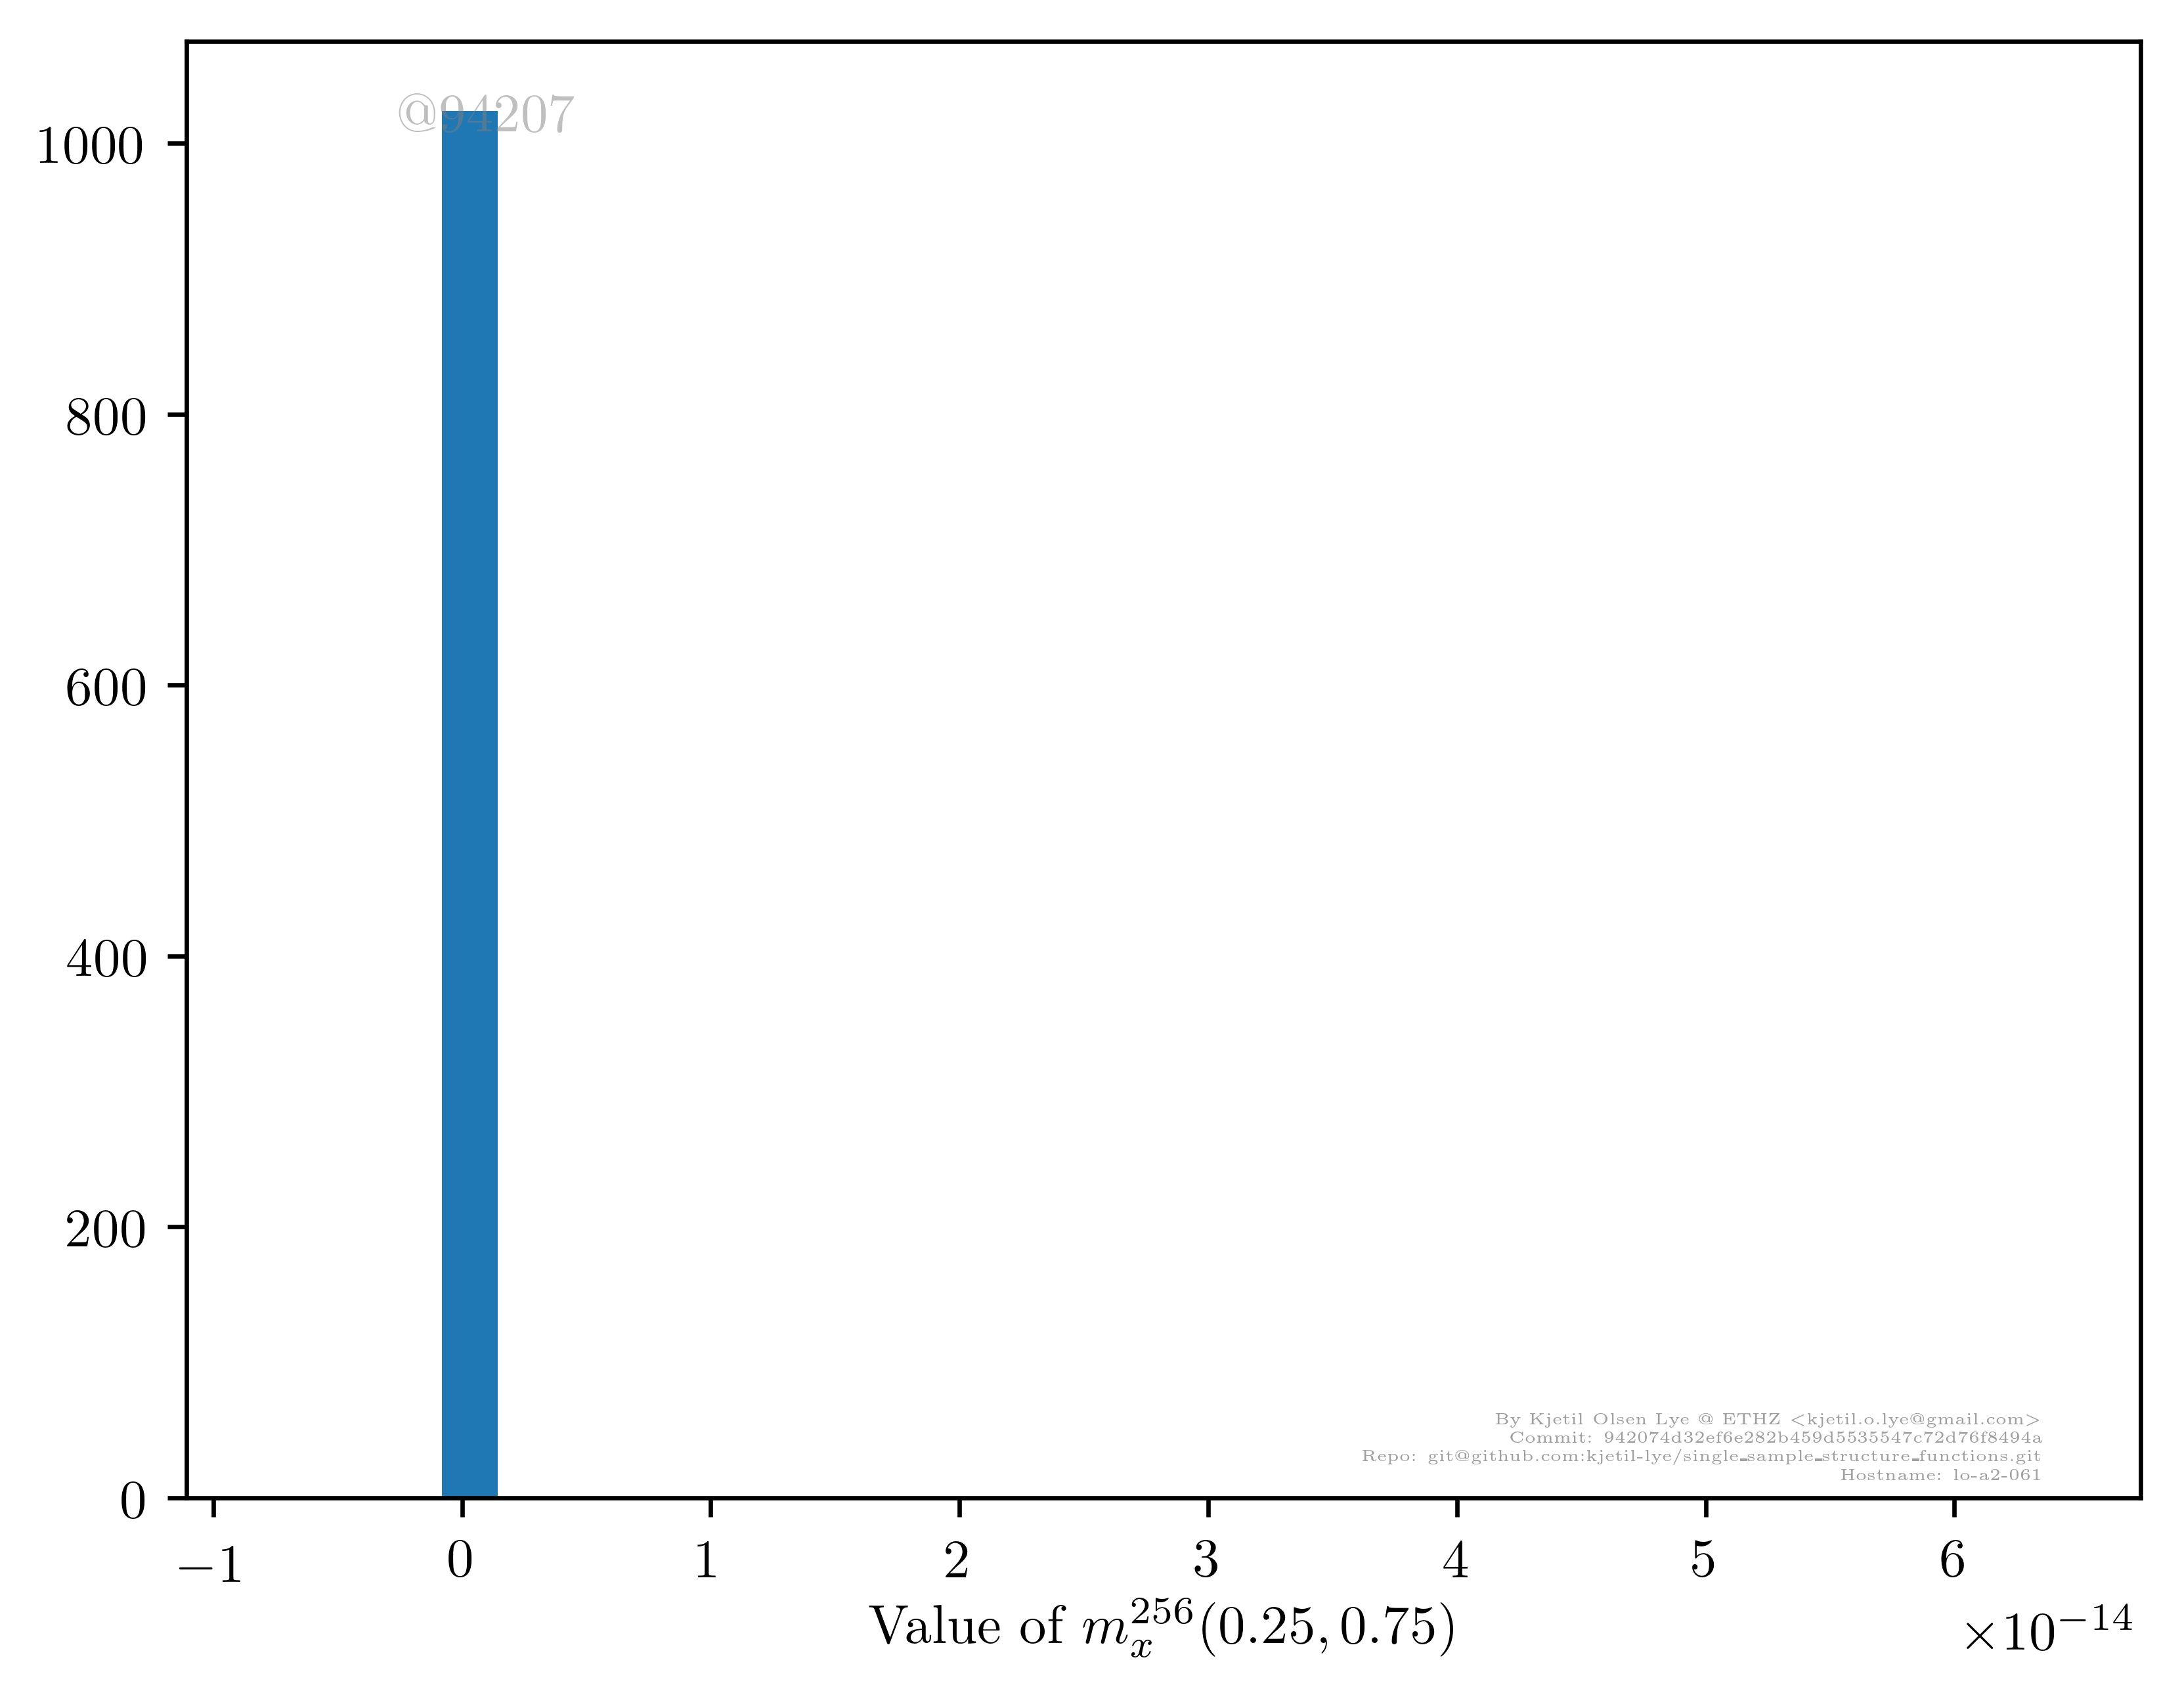 @94207
1000
800
600
400
200
0
−1 0 1 2 3 4 5 6
×10⁻¹⁴
Value of $m_x^{256}(0.25, 0.75)$
By Kjetil Olsen Lye @ ETHZ <kjetil.o.lye@gmail.com>
Commit: 942074d32ef6e282b459d5535547c72d76f8494a
Repo: git@github.com:kjetil-lye/single_sample_structure_functions.git
Hostname: lo-a2-061